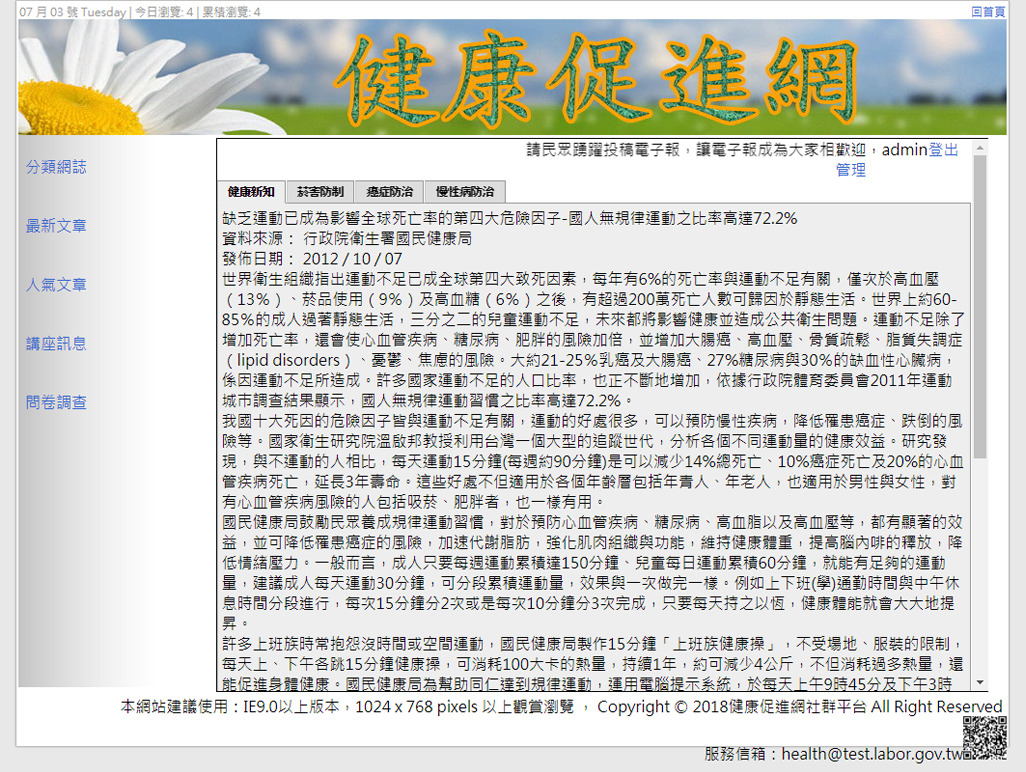 07 月 03 號 Tuesday | 今日瀏覽: 4 | 累積瀏覽: 4
回首頁
健康促進網
分類網誌
最新文章
人氣文章
講座訊息
問卷調查
請民眾踴躍投稿電子報，讓電子報成為大家相歡迎，admin登出
管理
健康新知 菸害防制 癌症防治 慢性病防治
缺乏運動已成為影響全球死亡率的第四大危險因子-國人無規律運動之比率高達72.2%
資料來源： 行政院衛生署國民健康局
發佈日期： 2012 / 10 / 07
世界衛生組織指出運動不足已成全球第四大致死因素，每年有6%的死亡率與運動不足有關，僅次於高血壓
（13%）、菸品使用（9%）及高血糖（6%）之後，有超過200萬死亡人數可歸因於靜態生活。世界上約60-
85%的成人過著靜態生活，三分之二的兒童運動不足，未來都將影響健康並造成公共衛生問題。運動不足除了
增加死亡率，還會使心血管疾病、糖尿病、肥胖的風險加倍，並增加大腸癌、高血壓、骨質疏鬆、脂質失調症
（lipid disorders）、憂鬱、焦慮的風險。大約21-25%乳癌及大腸癌、27%糖尿病與30%的缺血性心臟病，
係因運動不足所造成。許多國家運動不足的人口比率，也正不斷地增加，依據行政院體育委員會2011年運動
城市調查結果顯示，國人無規律運動習慣之比率高達72.2%。
我國十大死因的危險因子皆與運動不足有關，運動的好處很多，可以預防慢性疾病，降低罹患癌症、跌倒的風
險等。國家衛生研究院溫啟邦教授利用台灣一個大型的追蹤世代，分析各個不同運動量的健康效益。研究發
現，與不運動的人相比，每天運動15分鐘(每週約90分鐘)是可以減少14%總死亡、10%癌症死亡及20%的心血
管疾病死亡，延長3年壽命。這些好處不但適用於各個年齡層包括年青人、年老人，也適用於男性與女性，對
有心血管疾病風險的人包括吸菸、肥胖者，也一樣有用。
國民健康局鼓勵民眾養成規律運動習慣，對於預防心血管疾病、糖尿病、高血脂以及高血壓等，都有顯著的效
益，並可降低罹患癌症的風險，加速代謝脂肪，強化肌肉組織與功能，維持健康體重，提高腦內啡的釋放，降
低情緒壓力。一般而言，成人只要每週運動累積達150分鐘、兒童每日運動累積60分鐘，就能有足夠的運動
量，建議成人每天運動30分鐘，可分段累積運動量，效果與一次做完一樣。例如上下班(學)通勤時間與中午休
息時間分段進行，每次15分鐘分2次或是每次10分鐘分3次完成，只要每天持之以恆，健康體能就會大大地提
昇。
許多上班族時常抱怨沒時間或空間運動，國民健康局製作15分鐘「上班族健康操」，不受場地、服裝的限制，
每天上、下午各跳15分鐘健康操，可消耗100大卡的熱量，持續1年，約可減少4公斤，不但消耗過多熱量，還
能促進身體健康。國民健康局為幫助同仁達到規律運動，運用電腦提示系統，於每天上午9時45分及下午3時
本網站建議使用：IE9.0以上版本，1024 x 768 pixels 以上觀賞瀏覽 ， Copyright © 2018健康促進網社群平台 All Right Reserved
服務信箱：health@test.labor.gov.tw